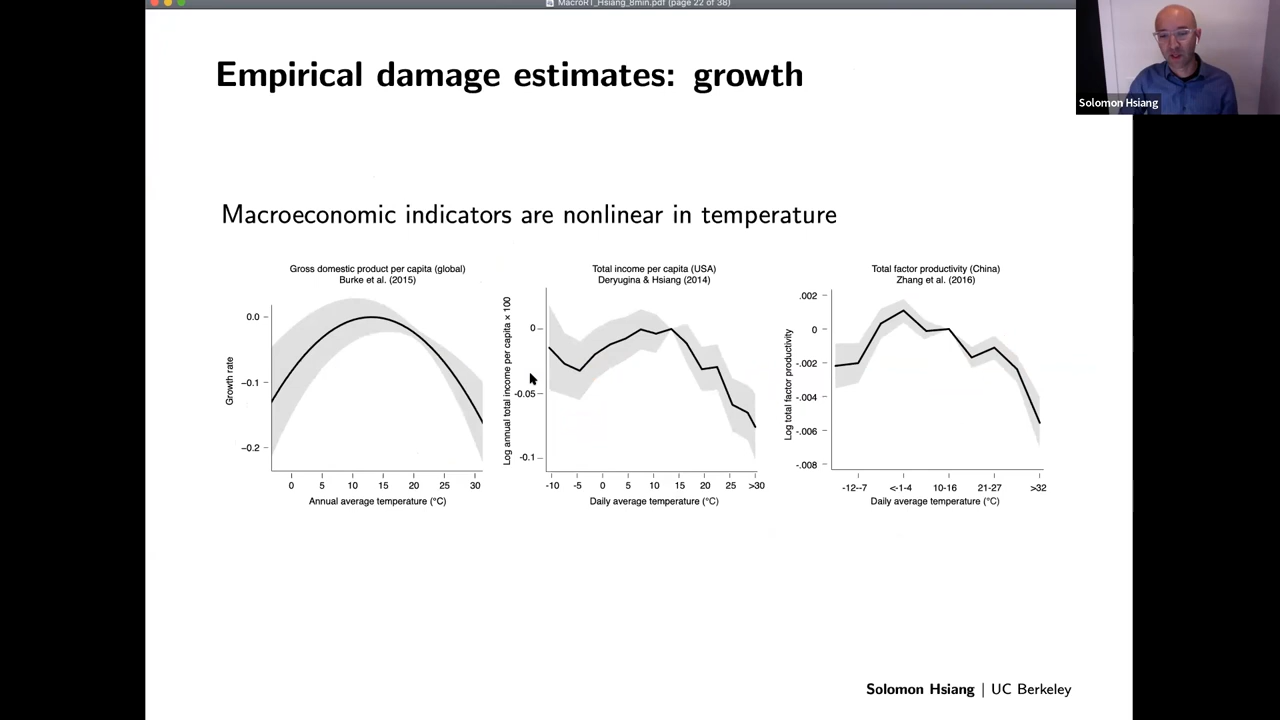 MacroRT_Hsiang_8min.pdf (page 22 of 38)
Solomon Hsiang
Empirical damage estimates: growth
Macroeconomic indicators are nonlinear in temperature
Gross domestic product per capita (global)
Burke et al. (2015)
Growth rate
0.0
−0.1
−0.2
0 5 10 15 20 25 30
Annual average temperature (°C)
Total income per capita (USA)
Deryugina & Hsiang (2014)
Log annual total income per capita × 100
0
-0.05
-0.1
-10 -5 0 5 10 15 20 25 >30
Daily average temperature (°C)
Total factor productivity (China)
Zhang et al. (2016)
Log total factor productivity
.002
0
-.002
-.004
-.006
-.008
-12--7 <-1-4 10-16 21-27 >32
Daily average temperature (°C)
Solomon Hsiang | UC Berkeley